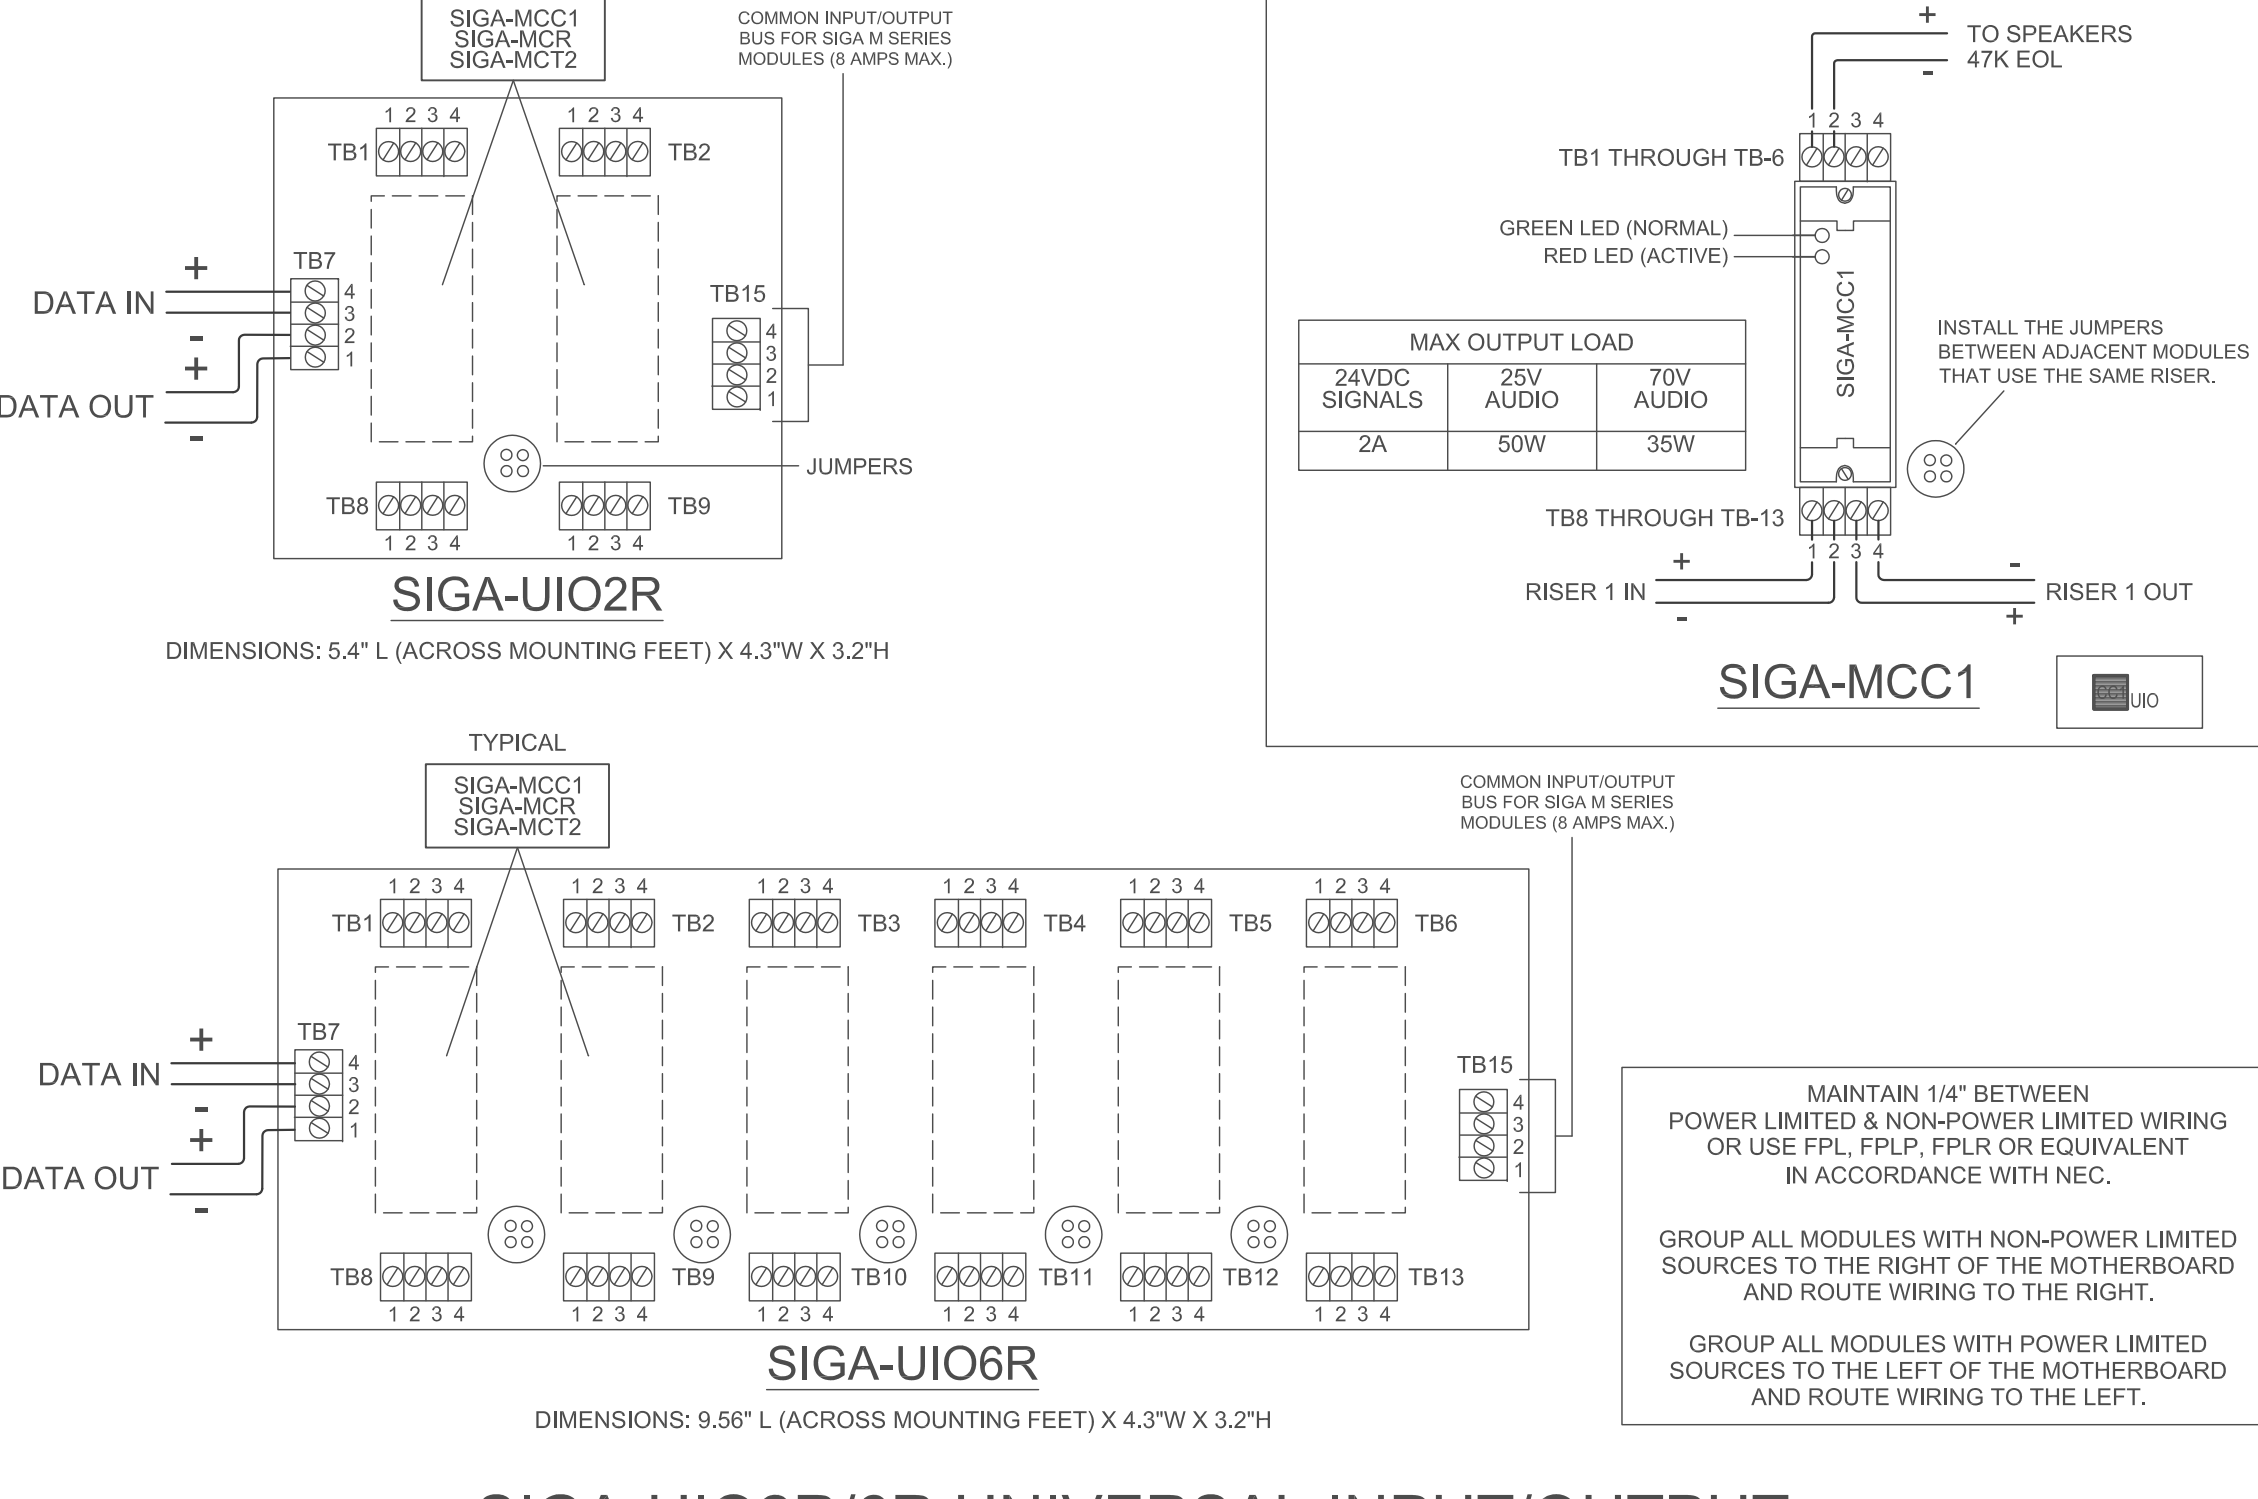 SIGA-MCC1
SIGA-MCR
SIGA-MCT2
COMMON INPUT/OUTPUT
BUS FOR SIGA M SERIES
MODULES (8 AMPS MAX.)
1 2 3 4
1 2 3 4
TB1
TB2
TB7
+
DATA IN
-
+
DATA OUT
-
4
3
2
1
TB15
4
3
2
1
JUMPERS
TB8
TB9
1 2 3 4
1 2 3 4
SIGA-UIO2R
DIMENSIONS: 5.4" L (ACROSS MOUNTING FEET) X 4.3"W X 3.2"H
+
TO SPEAKERS
47K EOL
-
1 2 3 4
TB1 THROUGH TB-6
GREEN LED (NORMAL)
RED LED (ACTIVE)
SIGA-MCC1
INSTALL THE JUMPERS
BETWEEN ADJACENT MODULES
THAT USE THE SAME RISER.
MAX OUTPUT LOAD
24VDC SIGNALS
25V AUDIO
70V AUDIO
2A
50W
35W
TB8 THROUGH TB-13
1 2 3 4
+
RISER 1 IN
-
-
RISER 1 OUT
+
SIGA-MCC1
UIO
TYPICAL
SIGA-MCC1
SIGA-MCR
SIGA-MCT2
COMMON INPUT/OUTPUT
BUS FOR SIGA M SERIES
MODULES (8 AMPS MAX.)
1 2 3 4
1 2 3 4
1 2 3 4
1 2 3 4
1 2 3 4
1 2 3 4
TB1
TB2
TB3
TB4
TB5
TB6
TB7
+
DATA IN
-
+
DATA OUT
-
4
3
2
1
TB15
4
3
2
1
TB8
TB9
TB10
TB11
TB12
TB13
1 2 3 4
1 2 3 4
1 2 3 4
1 2 3 4
1 2 3 4
1 2 3 4
SIGA-UIO6R
DIMENSIONS: 9.56" L (ACROSS MOUNTING FEET) X 4.3"W X 3.2"H
MAINTAIN 1/4" BETWEEN
POWER LIMITED & NON-POWER LIMITED WIRING
OR USE FPL, FPLP, FPLR OR EQUIVALENT
IN ACCORDANCE WITH NEC.
GROUP ALL MODULES WITH NON-POWER LIMITED
SOURCES TO THE RIGHT OF THE MOTHERBOARD
AND ROUTE WIRING TO THE RIGHT.
GROUP ALL MODULES WITH POWER LIMITED
SOURCES TO THE LEFT OF THE MOTHERBOARD
AND ROUTE WIRING TO THE LEFT.